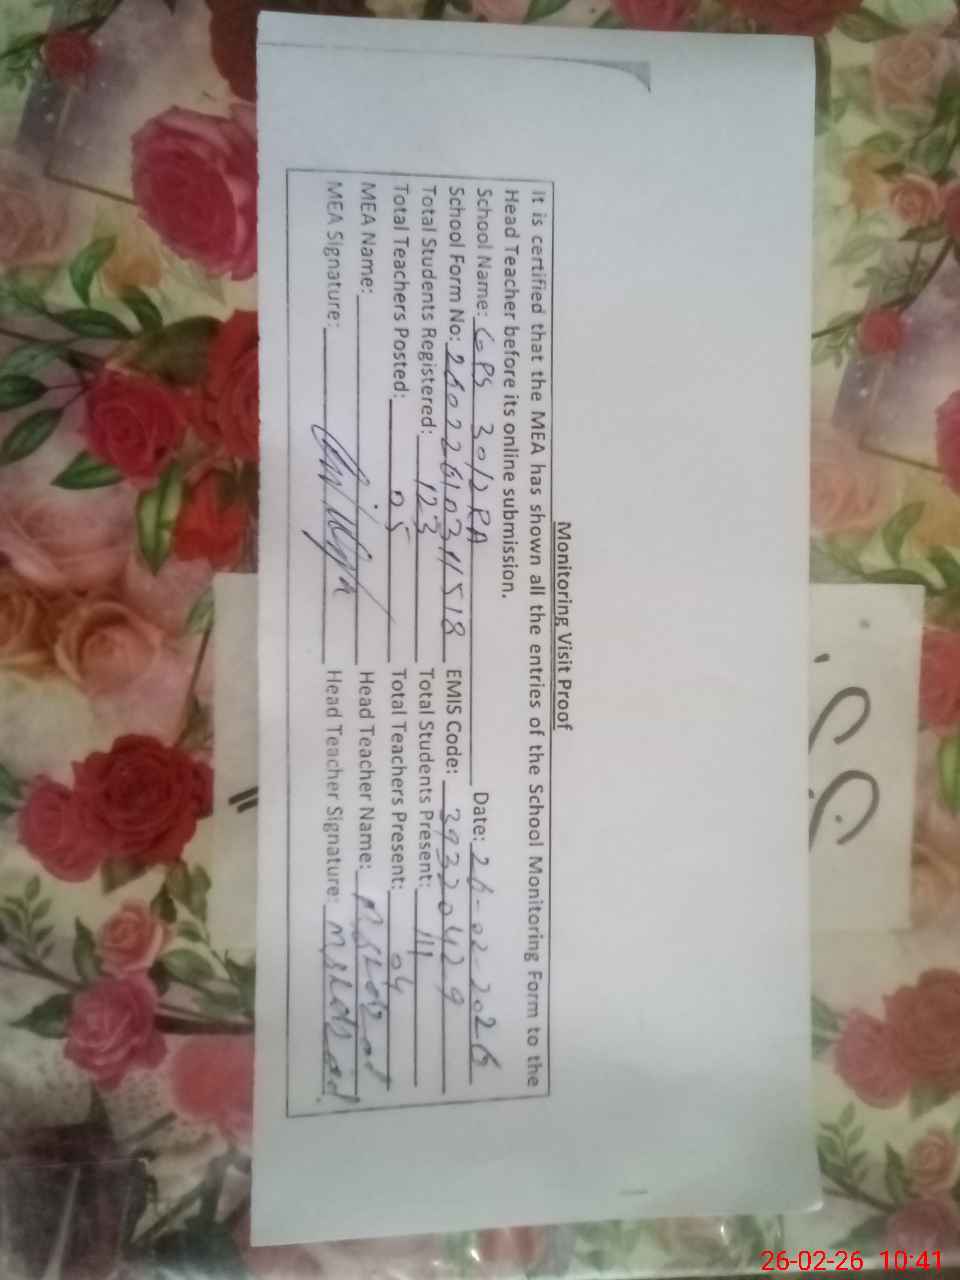 Monitoring Visit Proof
It is certified that the MEA has shown all the entries of the School Monitoring Form to the
Head Teacher before its online submission.
School Name: GPS 30/2RA Date: 26-02-2026
School Form No: EMIS Code: 39320429
Total Students Registered: 123 Total Students Present: 111
Total Teachers Posted: 05 Total Teachers Present: 04
MEA Name: Head Teacher Name:
MEA Signature: Head Teacher Signature:
26-02-26 10:41